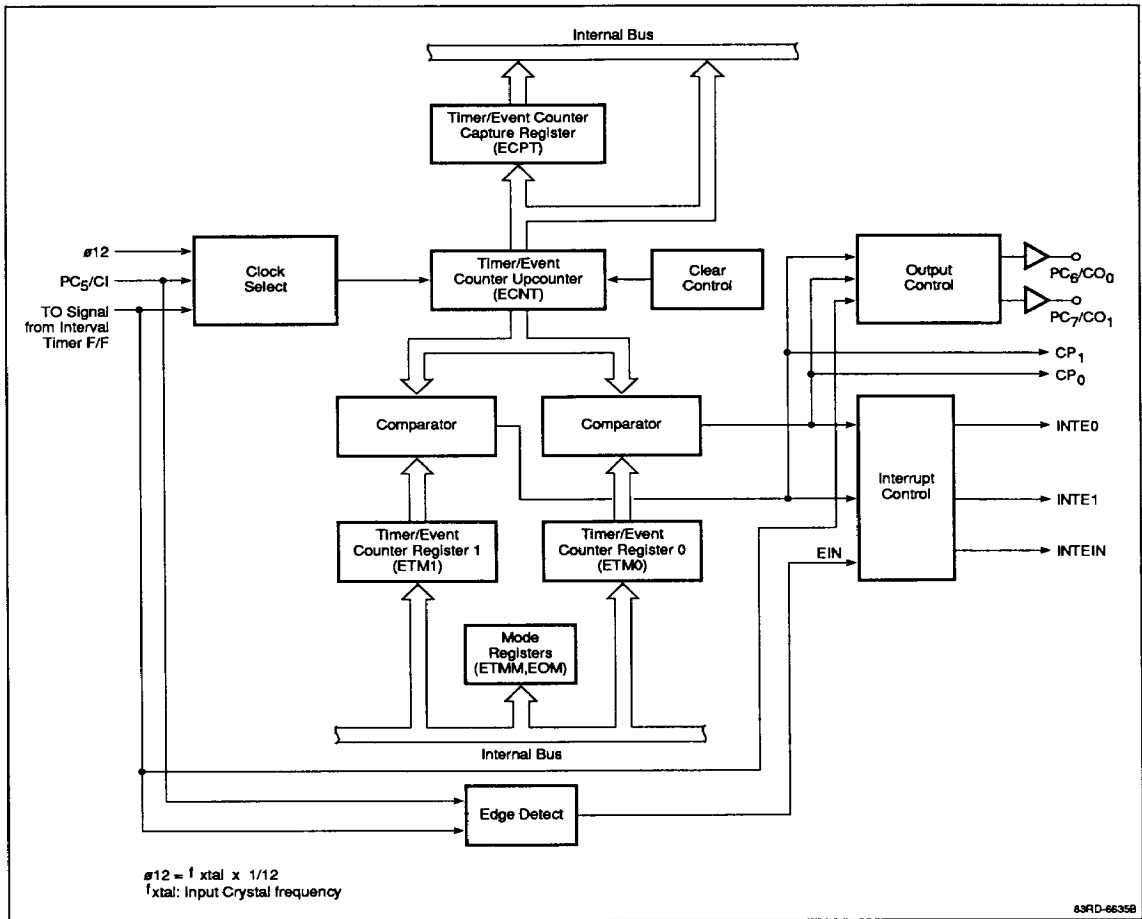 Internal Bus
Timer/Event Counter
Capture Register
(ECPT)
ø12
PC5/CI
TO Signal
from Interval
Timer F/F
Clock
Select
Timer/Event
Counter Upcounter
(ECNT)
Clear
Control
Output
Control
PC6/CO0
PC7/CO1
CP1
CP0
Comparator
Comparator
Interrupt
Control
INTE0
INTE1
INTEIN
EIN
Timer/Event
Counter Register 1
(ETM1)
Timer/Event
Counter Register 0
(ETM0)
Mode
Registers
(ETMM,EOM)
Internal Bus
Edge Detect
ø12 = f xtal x 1/12
fxtal: Input Crystal frequency
83RD-6635B